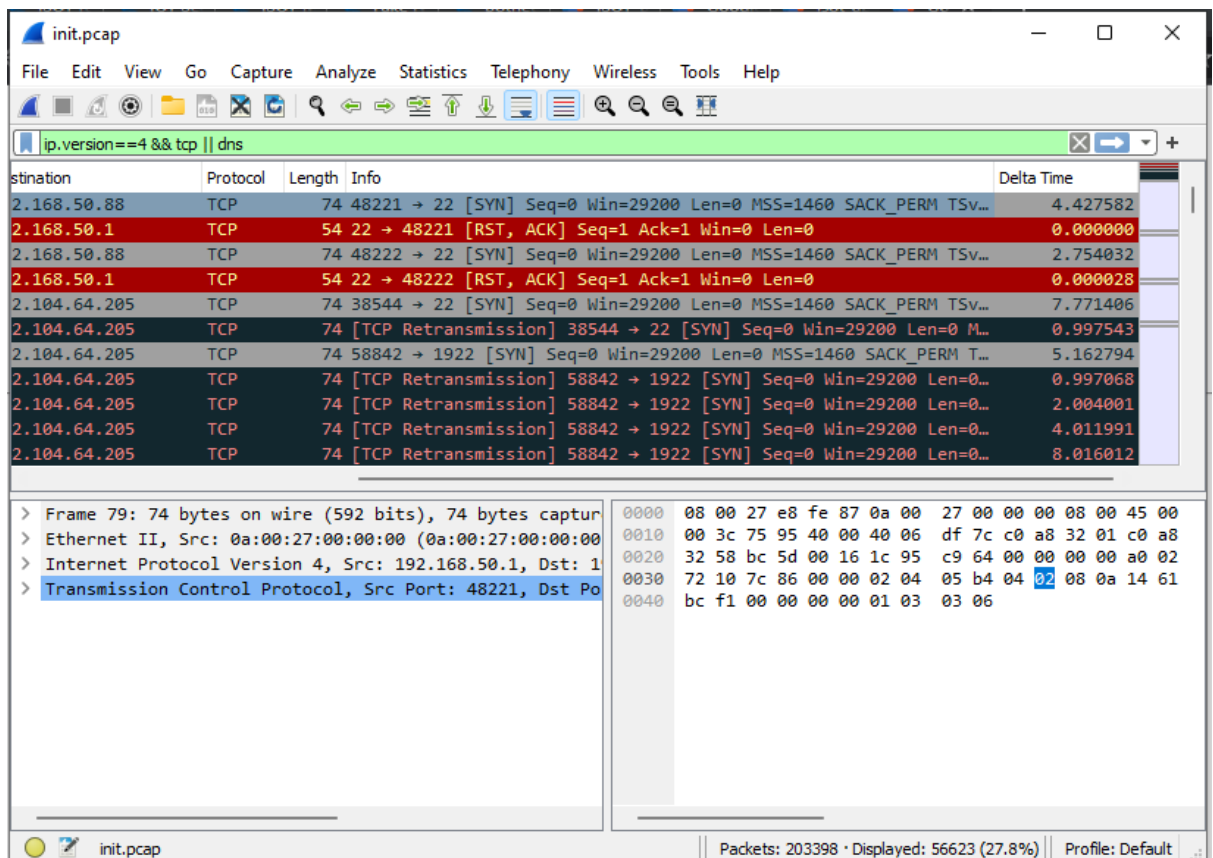 init.pcap
File Edit View Go Capture Analyze Statistics Telephony Wireless Tools Help
ip.version==4 && tcp || dns
stination Protocol Length Info Delta Time
2.168.50.88 TCP 74 48221 → 22 [SYN] Seq=0 Win=29200 Len=0 MSS=1460 SACK_PERM TSv… 4.427582
2.168.50.1 TCP 54 22 → 48221 [RST, ACK] Seq=1 Ack=1 Win=0 Len=0 0.000000
2.168.50.88 TCP 74 48222 → 22 [SYN] Seq=0 Win=29200 Len=0 MSS=1460 SACK_PERM TSv… 2.754032
2.168.50.1 TCP 54 22 → 48222 [RST, ACK] Seq=1 Ack=1 Win=0 Len=0 0.000028
2.104.64.205 TCP 74 38544 → 22 [SYN] Seq=0 Win=29200 Len=0 MSS=1460 SACK_PERM TSv… 7.771406
2.104.64.205 TCP 74 [TCP Retransmission] 38544 → 22 [SYN] Seq=0 Win=29200 Len=0 M… 0.997543
2.104.64.205 TCP 74 58842 → 1922 [SYN] Seq=0 Win=29200 Len=0 MSS=1460 SACK_PERM T… 5.162794
2.104.64.205 TCP 74 [TCP Retransmission] 58842 → 1922 [SYN] Seq=0 Win=29200 Len=0… 0.997068
2.104.64.205 TCP 74 [TCP Retransmission] 58842 → 1922 [SYN] Seq=0 Win=29200 Len=0… 2.004001
2.104.64.205 TCP 74 [TCP Retransmission] 58842 → 1922 [SYN] Seq=0 Win=29200 Len=0… 4.011991
2.104.64.205 TCP 74 [TCP Retransmission] 58842 → 1922 [SYN] Seq=0 Win=29200 Len=0… 8.016012
Frame 79: 74 bytes on wire (592 bits), 74 bytes captur
Ethernet II, Src: 0a:00:27:00:00:00 (0a:00:27:00:00:00
Internet Protocol Version 4, Src: 192.168.50.1, Dst: 1
Transmission Control Protocol, Src Port: 48221, Dst Po
0000 08 00 27 e8 fe 87 0a 00 27 00 00 00 08 00 45 00
0010 00 3c 75 95 40 00 40 06 df 7c c0 a8 32 01 c0 a8
0020 32 58 bc 5d 00 16 1c 95 c9 64 00 00 00 00 a0 02
0030 72 10 7c 86 00 00 02 04 05 b4 04 02 08 0a 14 61
0040 bc f1 00 00 00 00 01 03 03 06
init.pcap Packets: 203398 · Displayed: 56623 (27.8%) Profile: Default